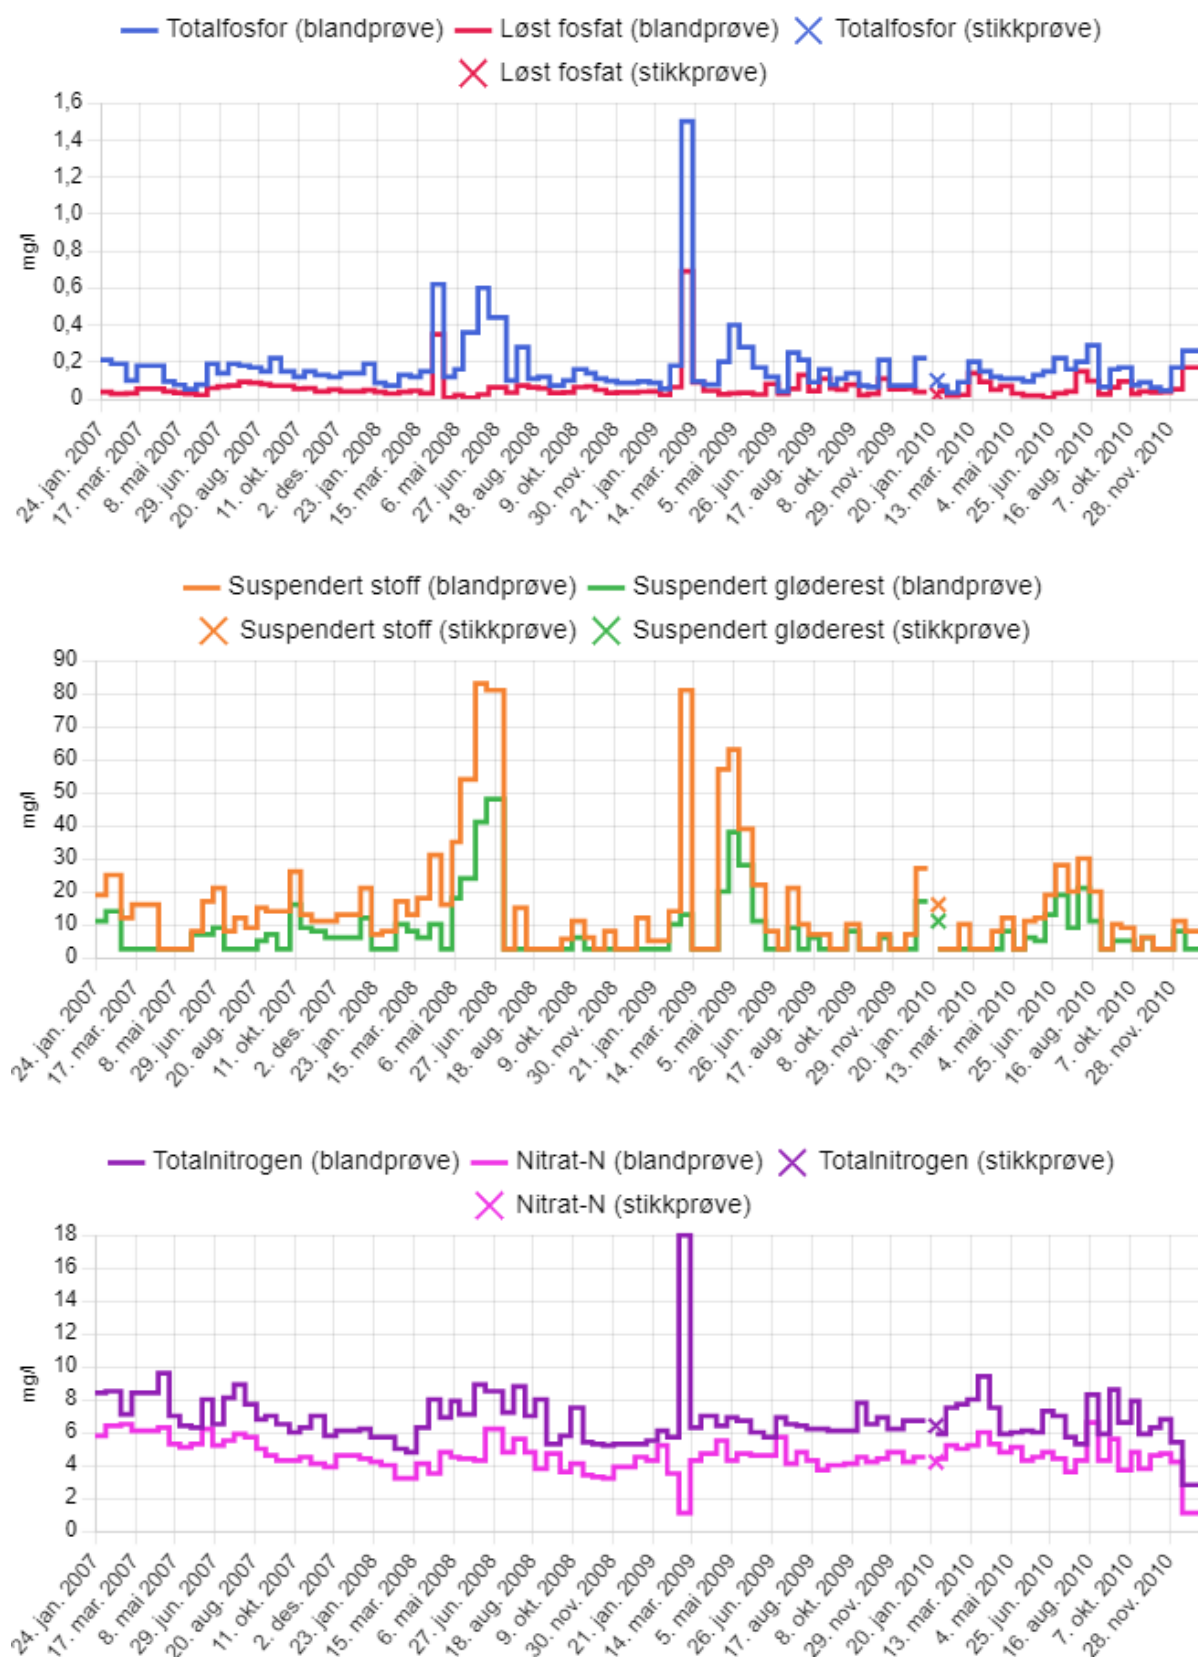 Totalfosfor (blandprøve) Løst fosfat (blandprøve) Totalfosfor (stikkprøve)
Løst fosfat (stikkprøve)
1,6
1,4
1,2
1,0
0,8
0,6
0,4
0,2
0
mg/l
24. jan. 2007
17. mar. 2007
8. mai 2007
29. jun. 2007
20. aug. 2007
11. okt. 2007
2. des. 2007
23. jan. 2008
15. mar. 2008
6. mai 2008
27. jun. 2008
18. aug. 2008
9. okt. 2008
30. nov. 2008
21. jan. 2009
14. mar. 2009
5. mai 2009
26. jun. 2009
17. aug. 2009
8. okt. 2009
29. nov. 2009
20. jan. 2010
13. mar. 2010
4. mai 2010
25. jun. 2010
16. aug. 2010
7. okt. 2010
28. nov. 2010
Suspendert stoff (blandprøve) Suspendert gløderest (blandprøve)
Suspendert stoff (stikkprøve) Suspendert gløderest (stikkprøve)
90
80
70
60
50
40
30
20
10
0
mg/l
24. jan. 2007
17. mar. 2007
8. mai 2007
29. jun. 2007
20. aug. 2007
11. okt. 2007
2. des. 2007
23. jan. 2008
15. mar. 2008
6. mai 2008
27. jun. 2008
18. aug. 2008
9. okt. 2008
30. nov. 2008
21. jan. 2009
14. mar. 2009
5. mai 2009
26. jun. 2009
17. aug. 2009
8. okt. 2009
29. nov. 2009
20. jan. 2010
13. mar. 2010
4. mai 2010
25. jun. 2010
16. aug. 2010
7. okt. 2010
28. nov. 2010
Totalnitrogen (blandprøve) Nitrat-N (blandprøve) Totalnitrogen (stikkprøve)
Nitrat-N (stikkprøve)
18
16
14
12
10
8
6
4
2
0
mg/l
24. jan. 2007
17. mar. 2007
8. mai 2007
29. jun. 2007
20. aug. 2007
11. okt. 2007
2. des. 2007
23. jan. 2008
15. mar. 2008
6. mai 2008
27. jun. 2008
18. aug. 2008
9. okt. 2008
30. nov. 2008
21. jan. 2009
14. mar. 2009
5. mai 2009
26. jun. 2009
17. aug. 2009
8. okt. 2009
29. nov. 2009
20. jan. 2010
13. mar. 2010
4. mai 2010
25. jun. 2010
16. aug. 2010
7. okt. 2010
28. nov. 2010